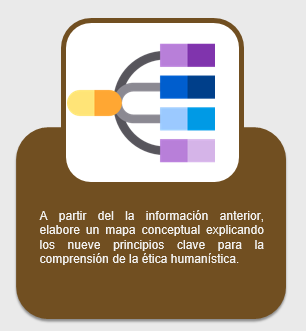 A partir del la información anterior,
elabore un mapa conceptual explicando
los nueve principios clave para la
comprensión de la ética humanística.